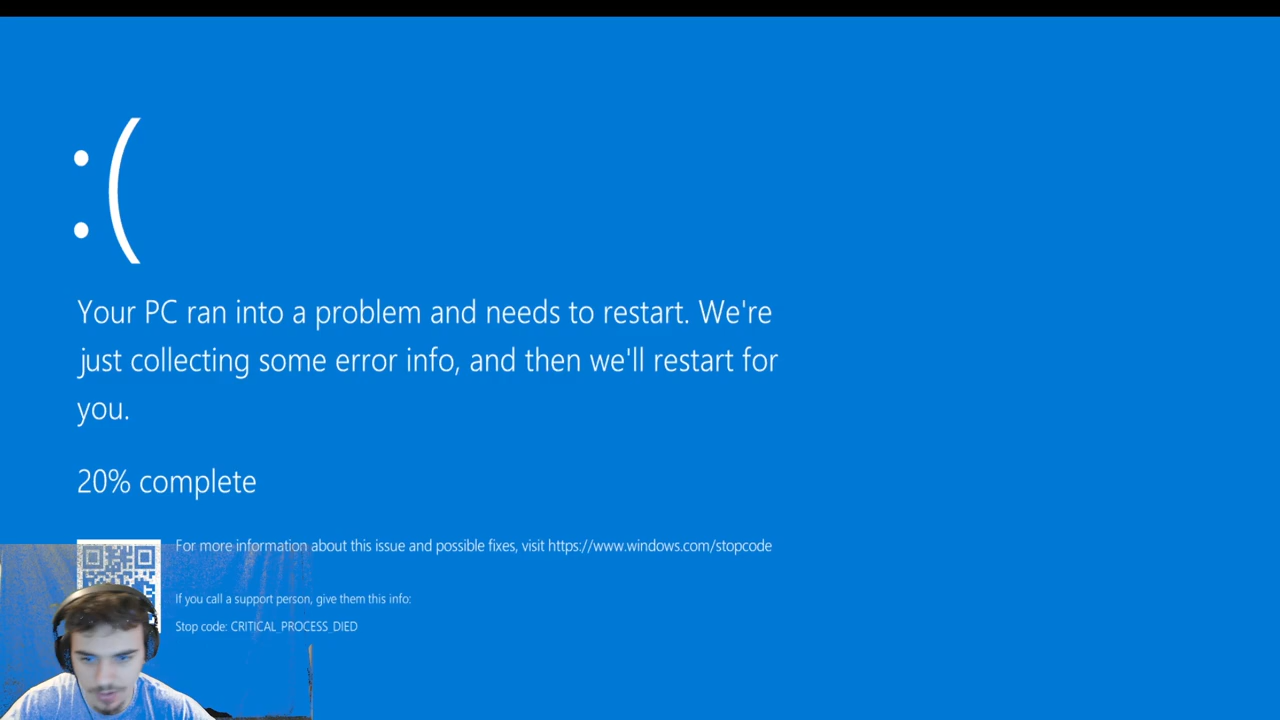 :(
Your PC ran into a problem and needs to restart. We're
just collecting some error info, and then we'll restart for
you.
20% complete
For more information about this issue and possible fixes, visit https://www.windows.com/stopcode
If you call a support person, give them this info:
Stop code: CRITICAL_PROCESS_DIED